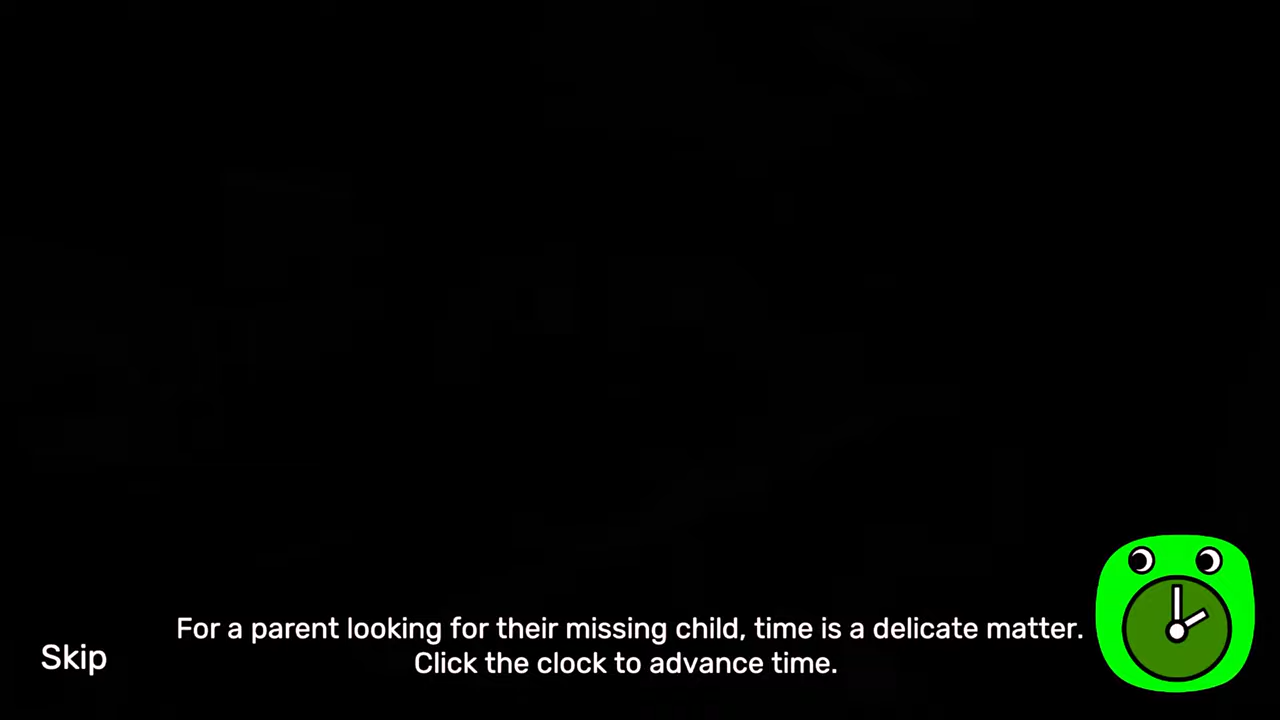 For a parent looking for their missing child, time is a delicate matter.
Click the clock to advance time.
Skip